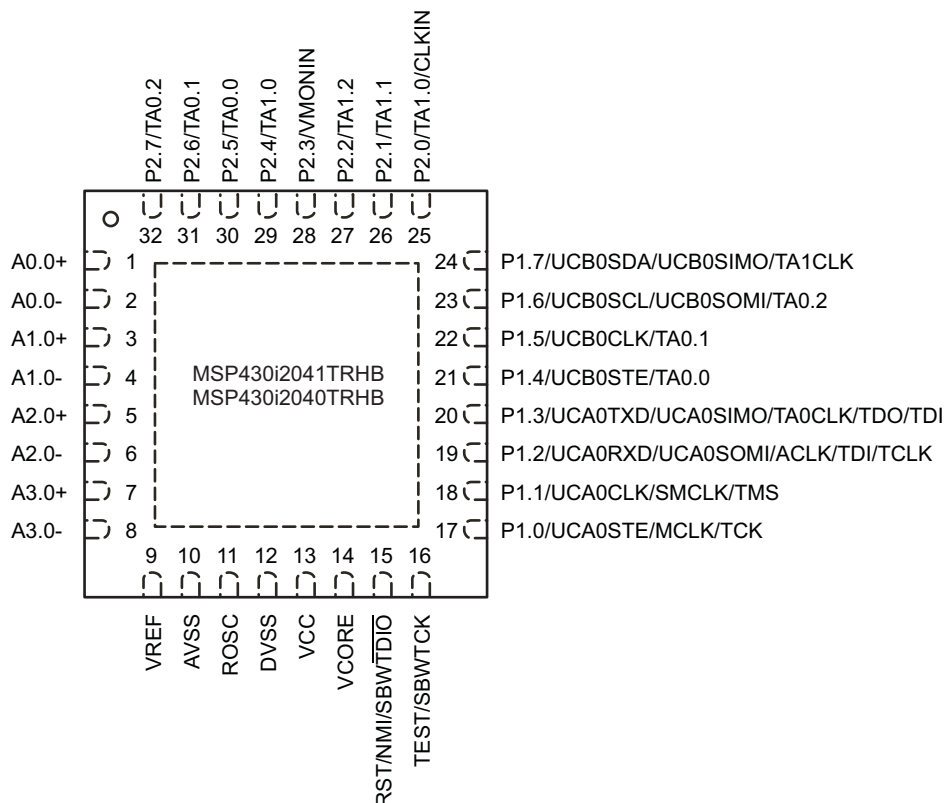 P2.7/TA0.2
P2.6/TA0.1
P2.5/TA0.0
P2.4/TA1.0
P2.3/VMONIN
P2.2/TA1.2
P2.1/TA1.1
P2.0/TA1.0/CLKIN
32 31 30 29 28 27 26 25
A0.0+ 1 24 P1.7/UCB0SDA/UCB0SIMO/TA1CLK
A0.0- 2 23 P1.6/UCB0SCL/UCB0SOMI/TA0.2
A1.0+ 3 22 P1.5/UCB0CLK/TA0.1
A1.0- 4 21 P1.4/UCB0STE/TA0.0
MSP430i2041TRHB
MSP430i2040TRHB
A2.0+ 5 20 P1.3/UCA0TXD/UCA0SIMO/TA0CLK/TDO/TDI
A2.0- 6 19 P1.2/UCA0RXD/UCA0SOMI/ACLK/TDI/TCLK
A3.0+ 7 18 P1.1/UCA0CLK/SMCLK/TMS
A3.0- 8 17 P1.0/UCA0STE/MCLK/TCK
9 10 11 12 13 14 15 16
VREF
AVSS
ROSC
DVSS
VCC
VCORE
RST/NMI/SBWTDIO
TEST/SBWTCK